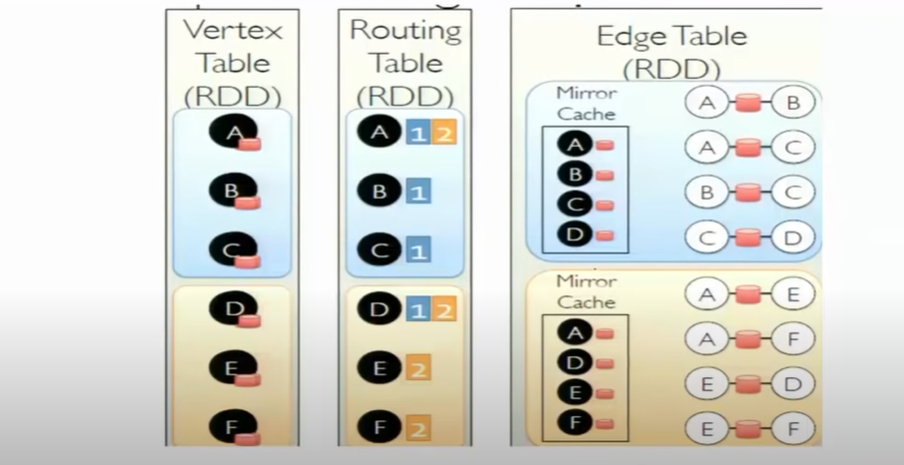 Vertex
Table
(RDD)
A
B
C
D
E
F
Routing
Table
(RDD)
A 1 2
B 1
C 1
D 1 2
E 2
F 2
Edge Table
(RDD)
Mirror
Cache
A
B
C
D
A B
A C
B C
C D
Mirror
Cache
A
D
E
F
A E
A F
E D
E F